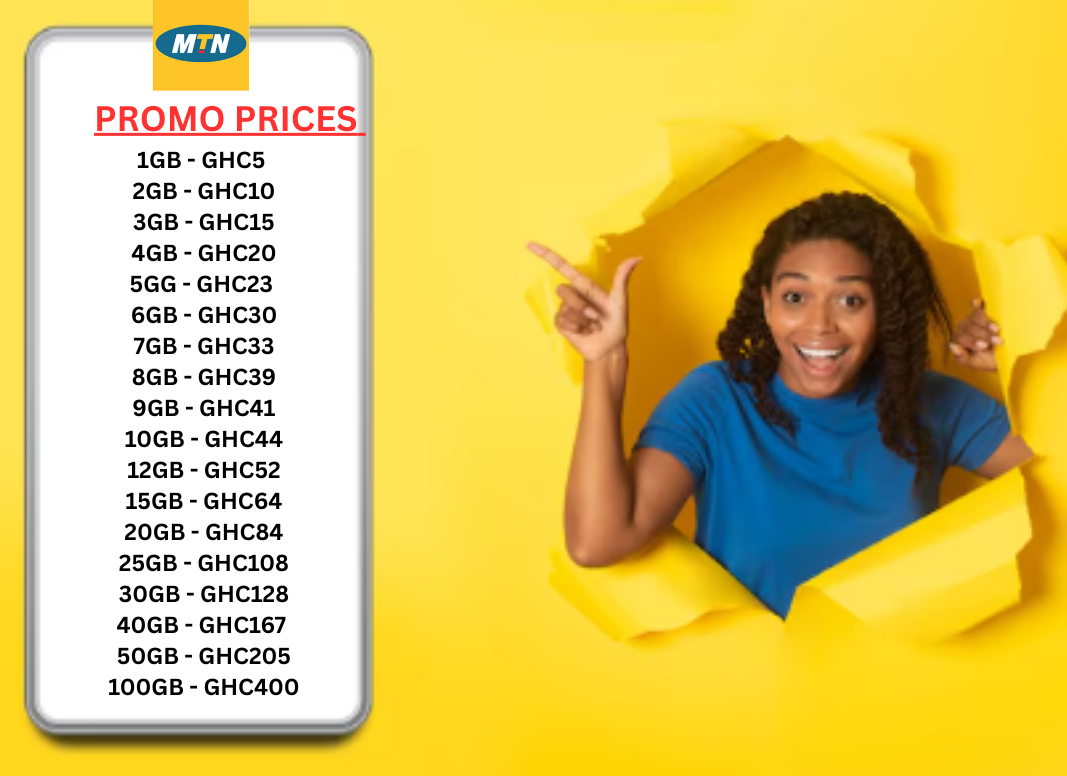 MTN
PROMO PRICES
1GB - GHC5
2GB - GHC10
3GB - GHC15
4GB - GHC20
5GG - GHC23
6GB - GHC30
7GB - GHC33
8GB - GHC39
9GB - GHC41
10GB - GHC44
12GB - GHC52
15GB - GHC64
20GB - GHC84
25GB - GHC108
30GB - GHC128
40GB - GHC167
50GB - GHC205
100GB - GHC400